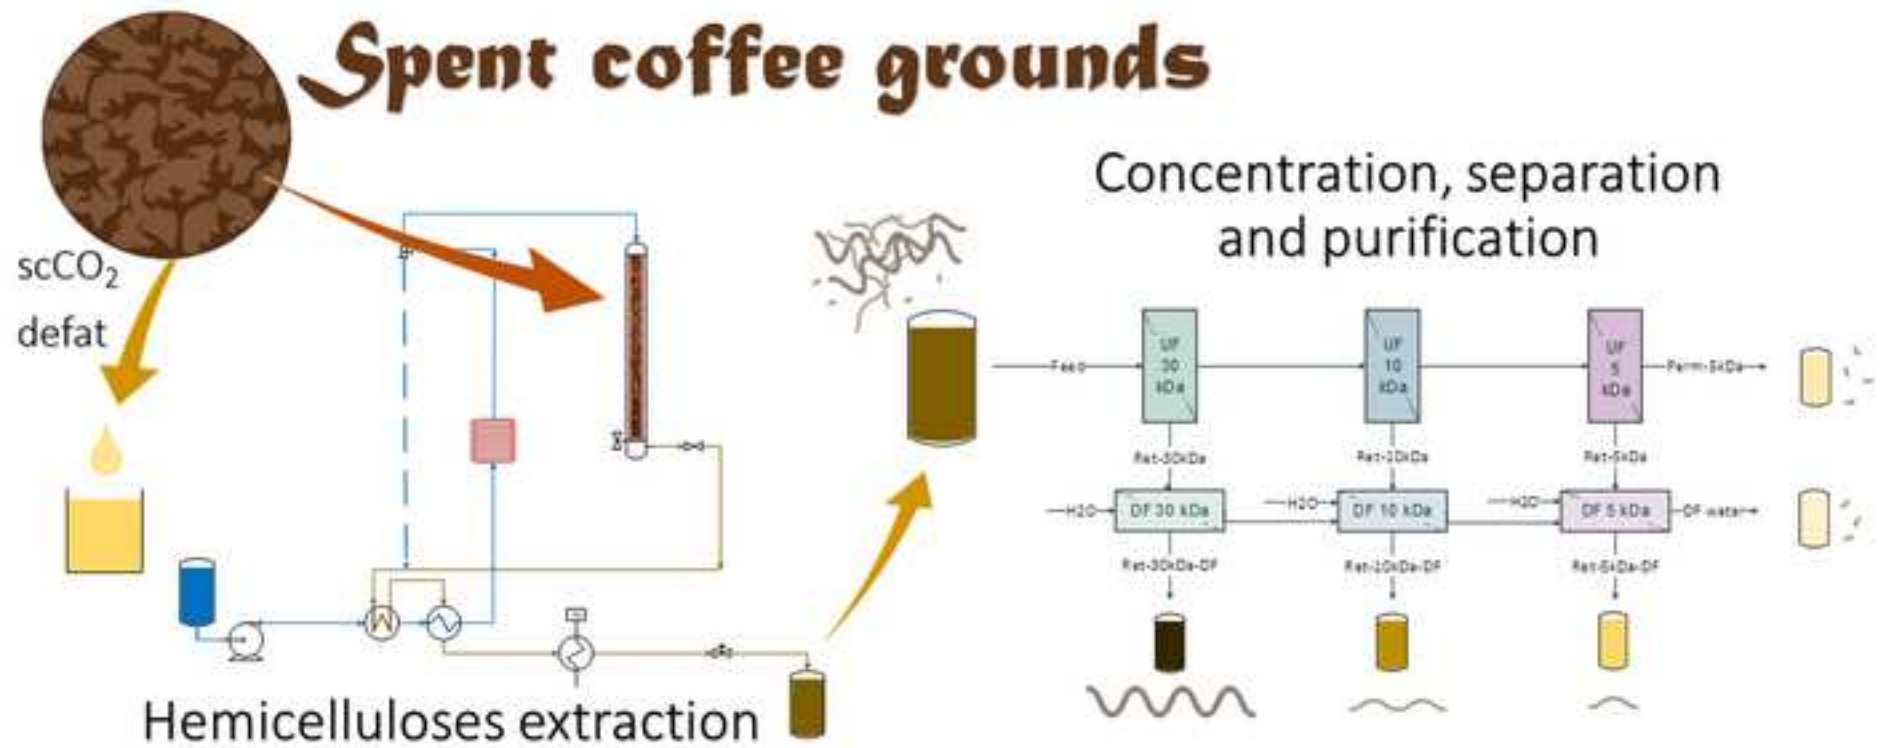 Spent coffee grounds
scCO₂
defat
Hemicelluloses extraction
Concentration, separation
and purification
Feed
UF
30
kDa
UF
10
kDa
UF
5
kDa
Perm-5kDa
Ret-30kDa
Ret-10kDa
Ret-5kDa
H2O
DF 30 kDa
H2O
DF 10 kDa
H2O
DF 5 kDa
DF water
Ret-30kDa-DF
Ret-10kDa-DF
Ret-5kDa-DF